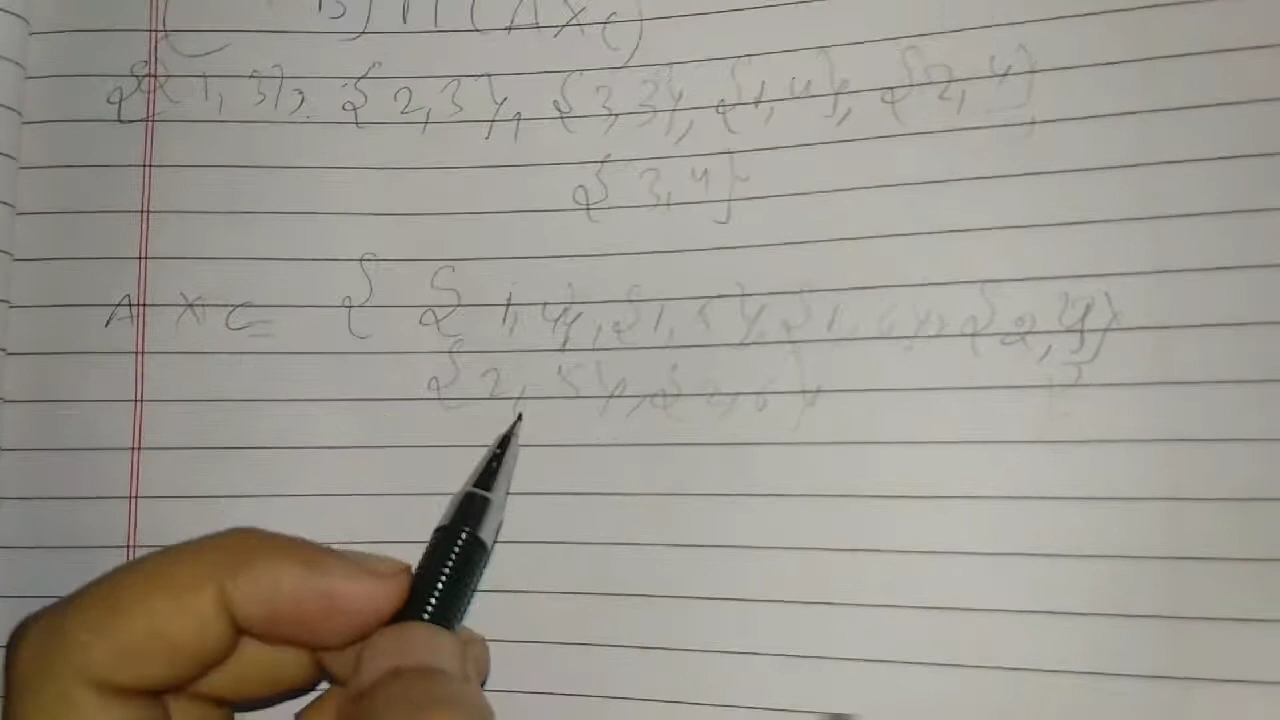 B) ∩ (A X C)
{{1, 3}, {2, 3}, {3, 3}, {1, 4}, {2, 4}
{3, 4}
A X C = { {1, 4}, {1, 5}, {1, 6}, {2, 4}
{2, 5}, {2, 6}